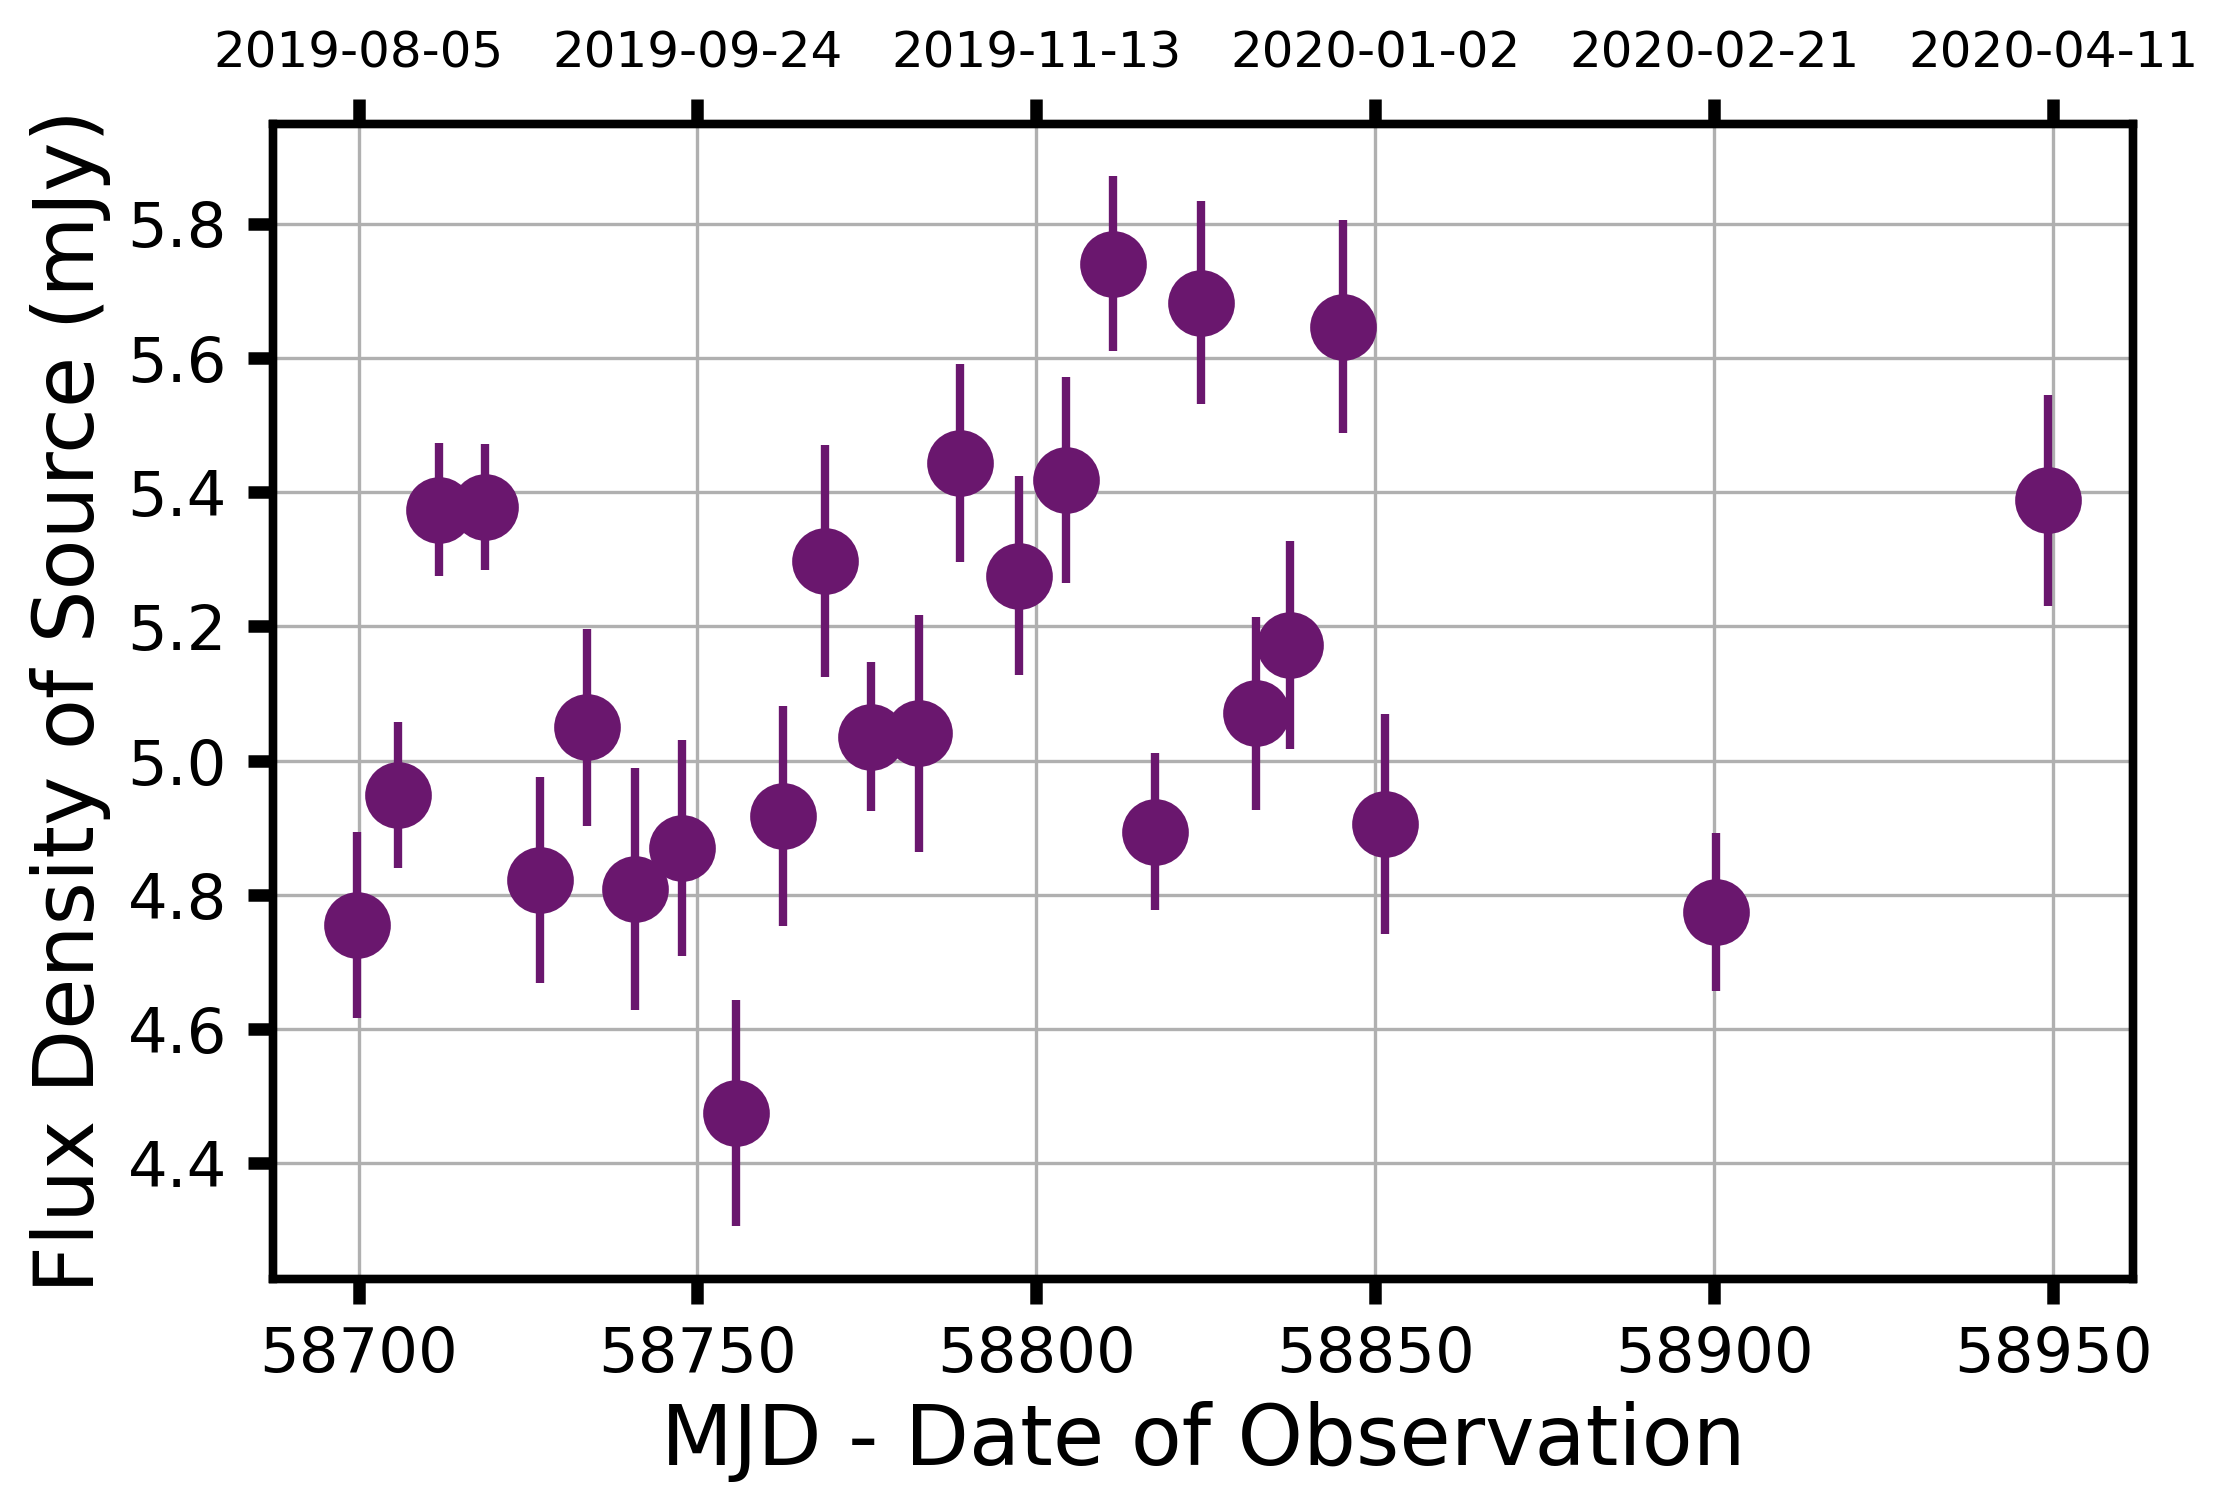 2019-08-05 2019-09-24 2019-11-13 2020-01-02 2020-02-21 2020-04-11
Flux Density of Source (mJy)
5.8
5.6
5.4
5.2
5.0
4.8
4.6
4.4
58700 58750 58800 58850 58900 58950
MJD - Date of Observation